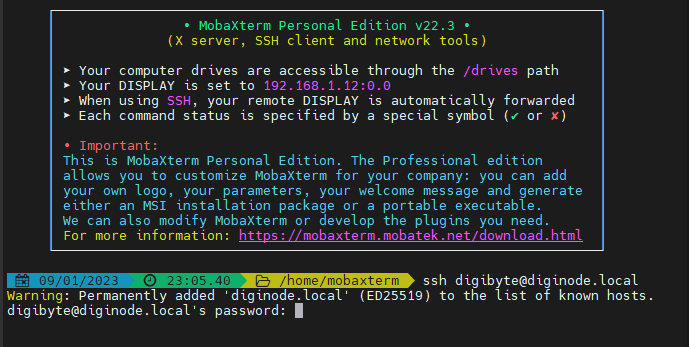 • MobaXterm Personal Edition v22.3 •
(X server, SSH client and network tools)
➤ Your computer drives are accessible through the /drives path
➤ Your DISPLAY is set to 192.168.1.12:0.0
➤ When using SSH, your remote DISPLAY is automatically forwarded
➤ Each command status is specified by a special symbol (✔ or ✘)
• Important:
This is MobaXterm Personal Edition. The Professional edition
allows you to customize MobaXterm for your company: you can add
your own logo, your parameters, your welcome message and generate
either an MSI installation package or a portable executable.
We can also modify MobaXterm or develop the plugins you need.
For more information: https://mobaxterm.mobatek.net/download.html
09/01/2023 23:05.40 /home/mobaxterm ssh digibyte@diginode.local
Warning: Permanently added 'diginode.local' (ED25519) to the list of known hosts.
digibyte@diginode.local's password: